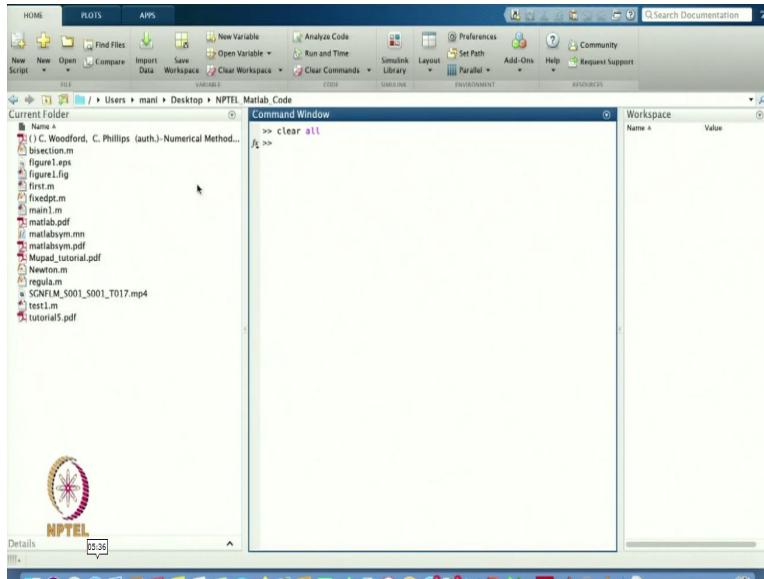 HOME PLOTS APPS
Search Documentation
New Script
New
Open
Find Files
Compare
Import Data
Save Workspace
New Variable
Open Variable
Clear Workspace
Analyze Code
Run and Time
Clear Commands
Simulink Library
Layout
Preferences
Set Path
Parallel
Add-Ons
Help
Community
Request Support
FILE VARIABLE CODE SIMULINK ENVIRONMENT RESOURCES
/ Users mani Desktop NPTEL_Matlab_Code
Current Folder
Name
() C. Woodford, C. Phillips (auth.)-Numerical Method...
bisection.m
figure1.eps
figure1.fig
first.m
fixedpt.m
main1.m
matlab.pdf
matlabsym.mn
matlabsym.pdf
Mupad_tutorial.pdf
Newton.m
regula.m
SGNFLM_S001_S001_T017.mp4
test1.m
tutorial5.pdf
Details
Command Window
>> clear all
fx >>
Workspace
Name Value
NPTEL
05:36